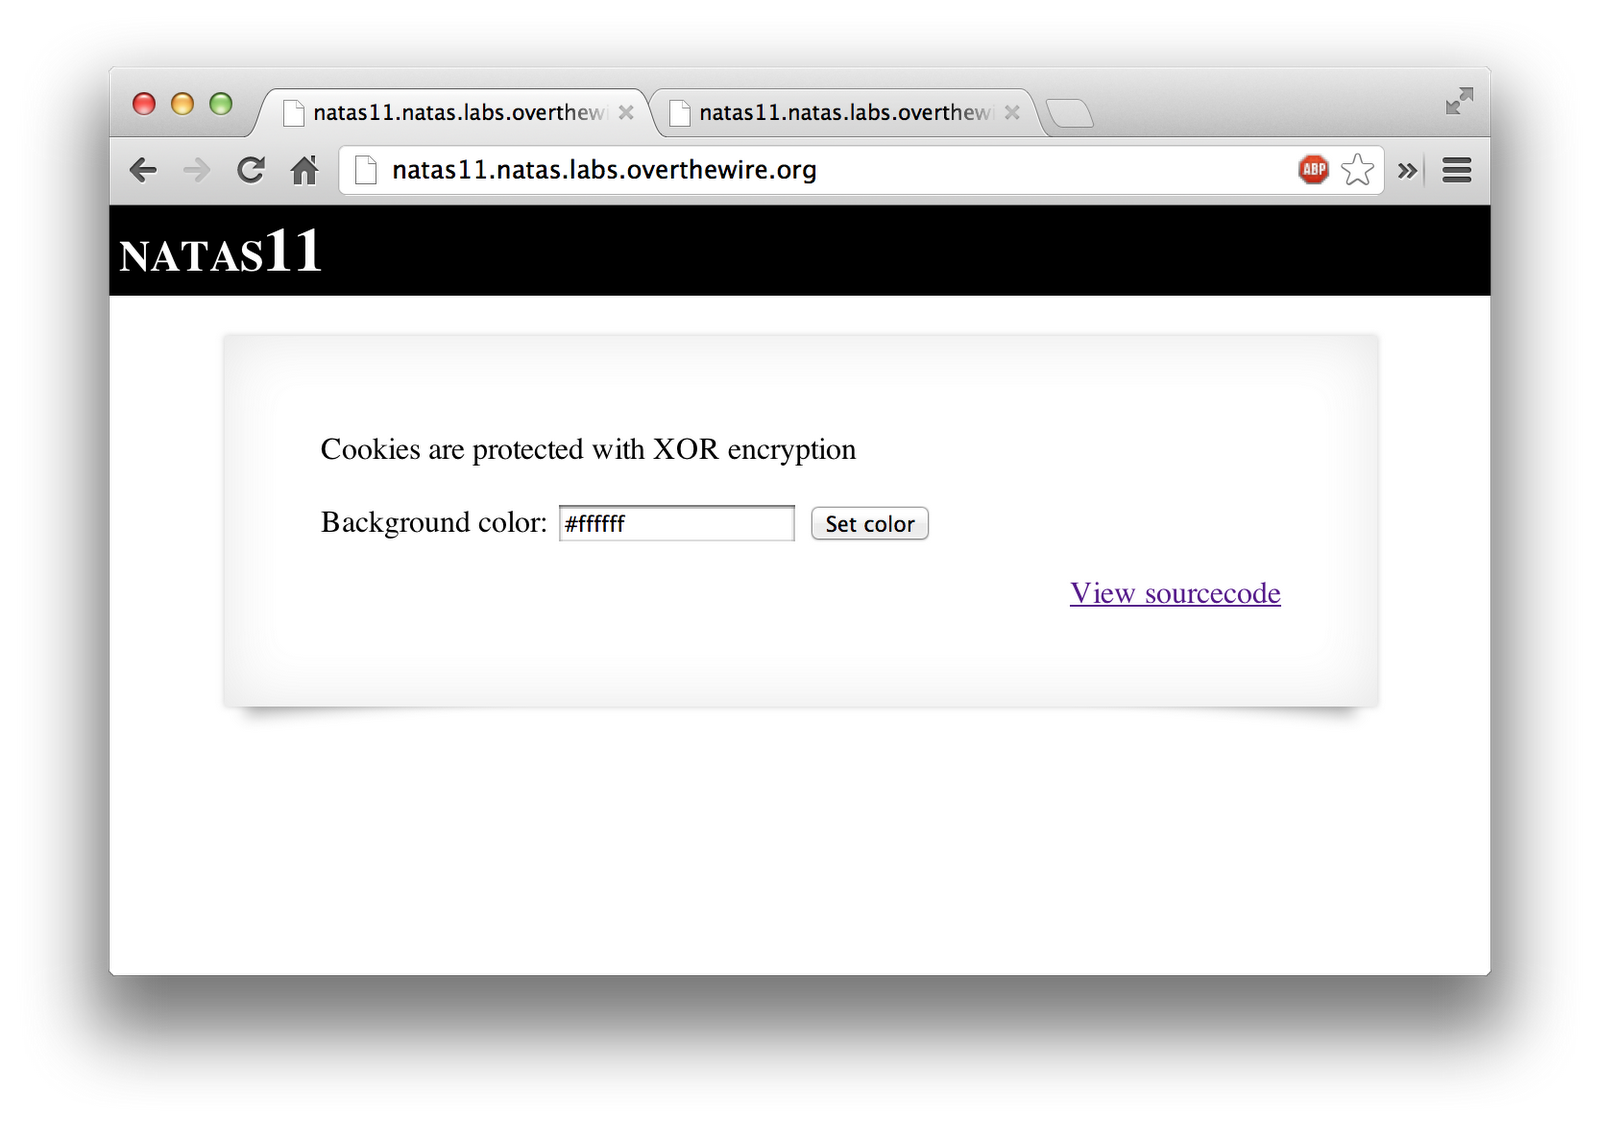 natas11.natas.labs.overthew
natas11.natas.labs.overthew
natas11.natas.labs.overthewire.org
ABP
NATAS11
Cookies are protected with XOR encryption
Background color: #ffffff Set color
View sourcecode